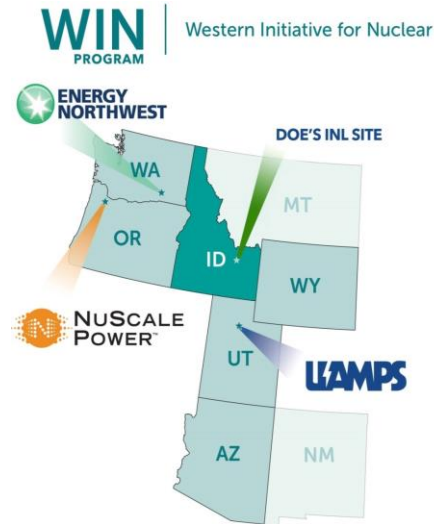 WIN
PROGRAM
Western Initiative for Nuclear
ENERGY
NORTHWEST
DOE'S INL SITE
WA
MT
OR
ID
WY
NUSCALE
POWER™
UT
UAMPS
AZ
NM